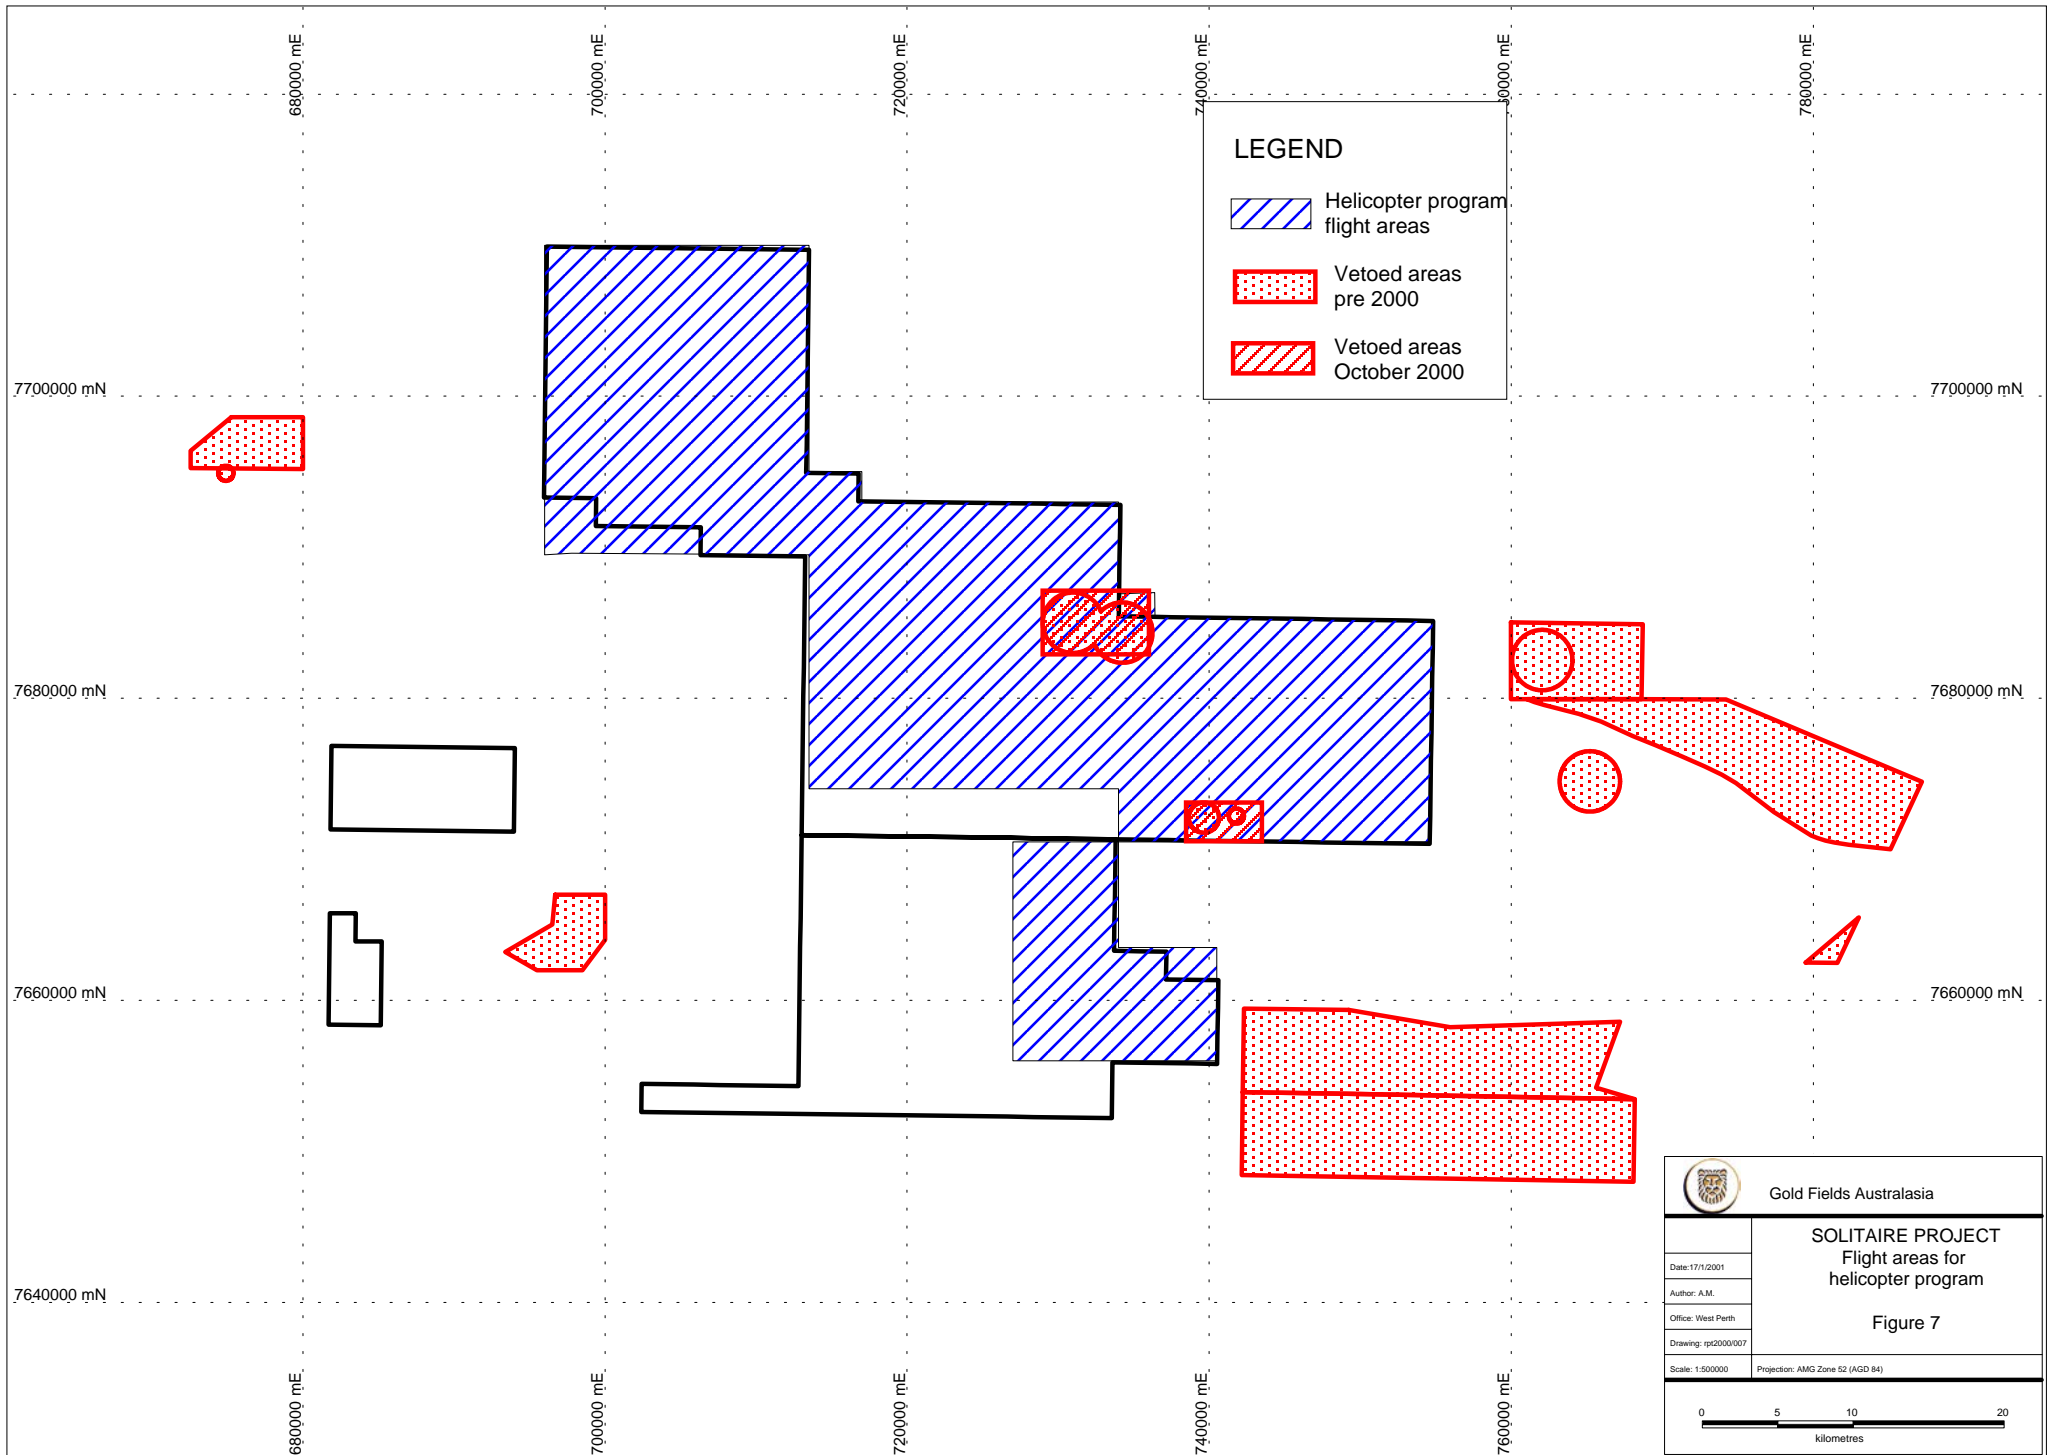 680000 mE
700000 mE
720000 mE
740000 mE
760000 mE
780000 mE
LEGEND
Helicopter program
flight areas
Vetoed areas
pre 2000
Vetoed areas
October 2000
7700000 mN
7700000 mN
7680000 mN
7680000 mN
7660000 mN
7660000 mN
7640000 mN
680000 mE
700000 mE
720000 mE
740000 mE
760000 mE
Gold Fields Australasia
SOLITAIRE PROJECT
Flight areas for
helicopter program
Figure 7
Date:17/1/2001
Author: A.M.
Office: West Perth
Drawing: rpt2000/007
Scale: 1:500000
Projection: AMG Zone 52 (AGD 84)
0 5 10 20
kilometres